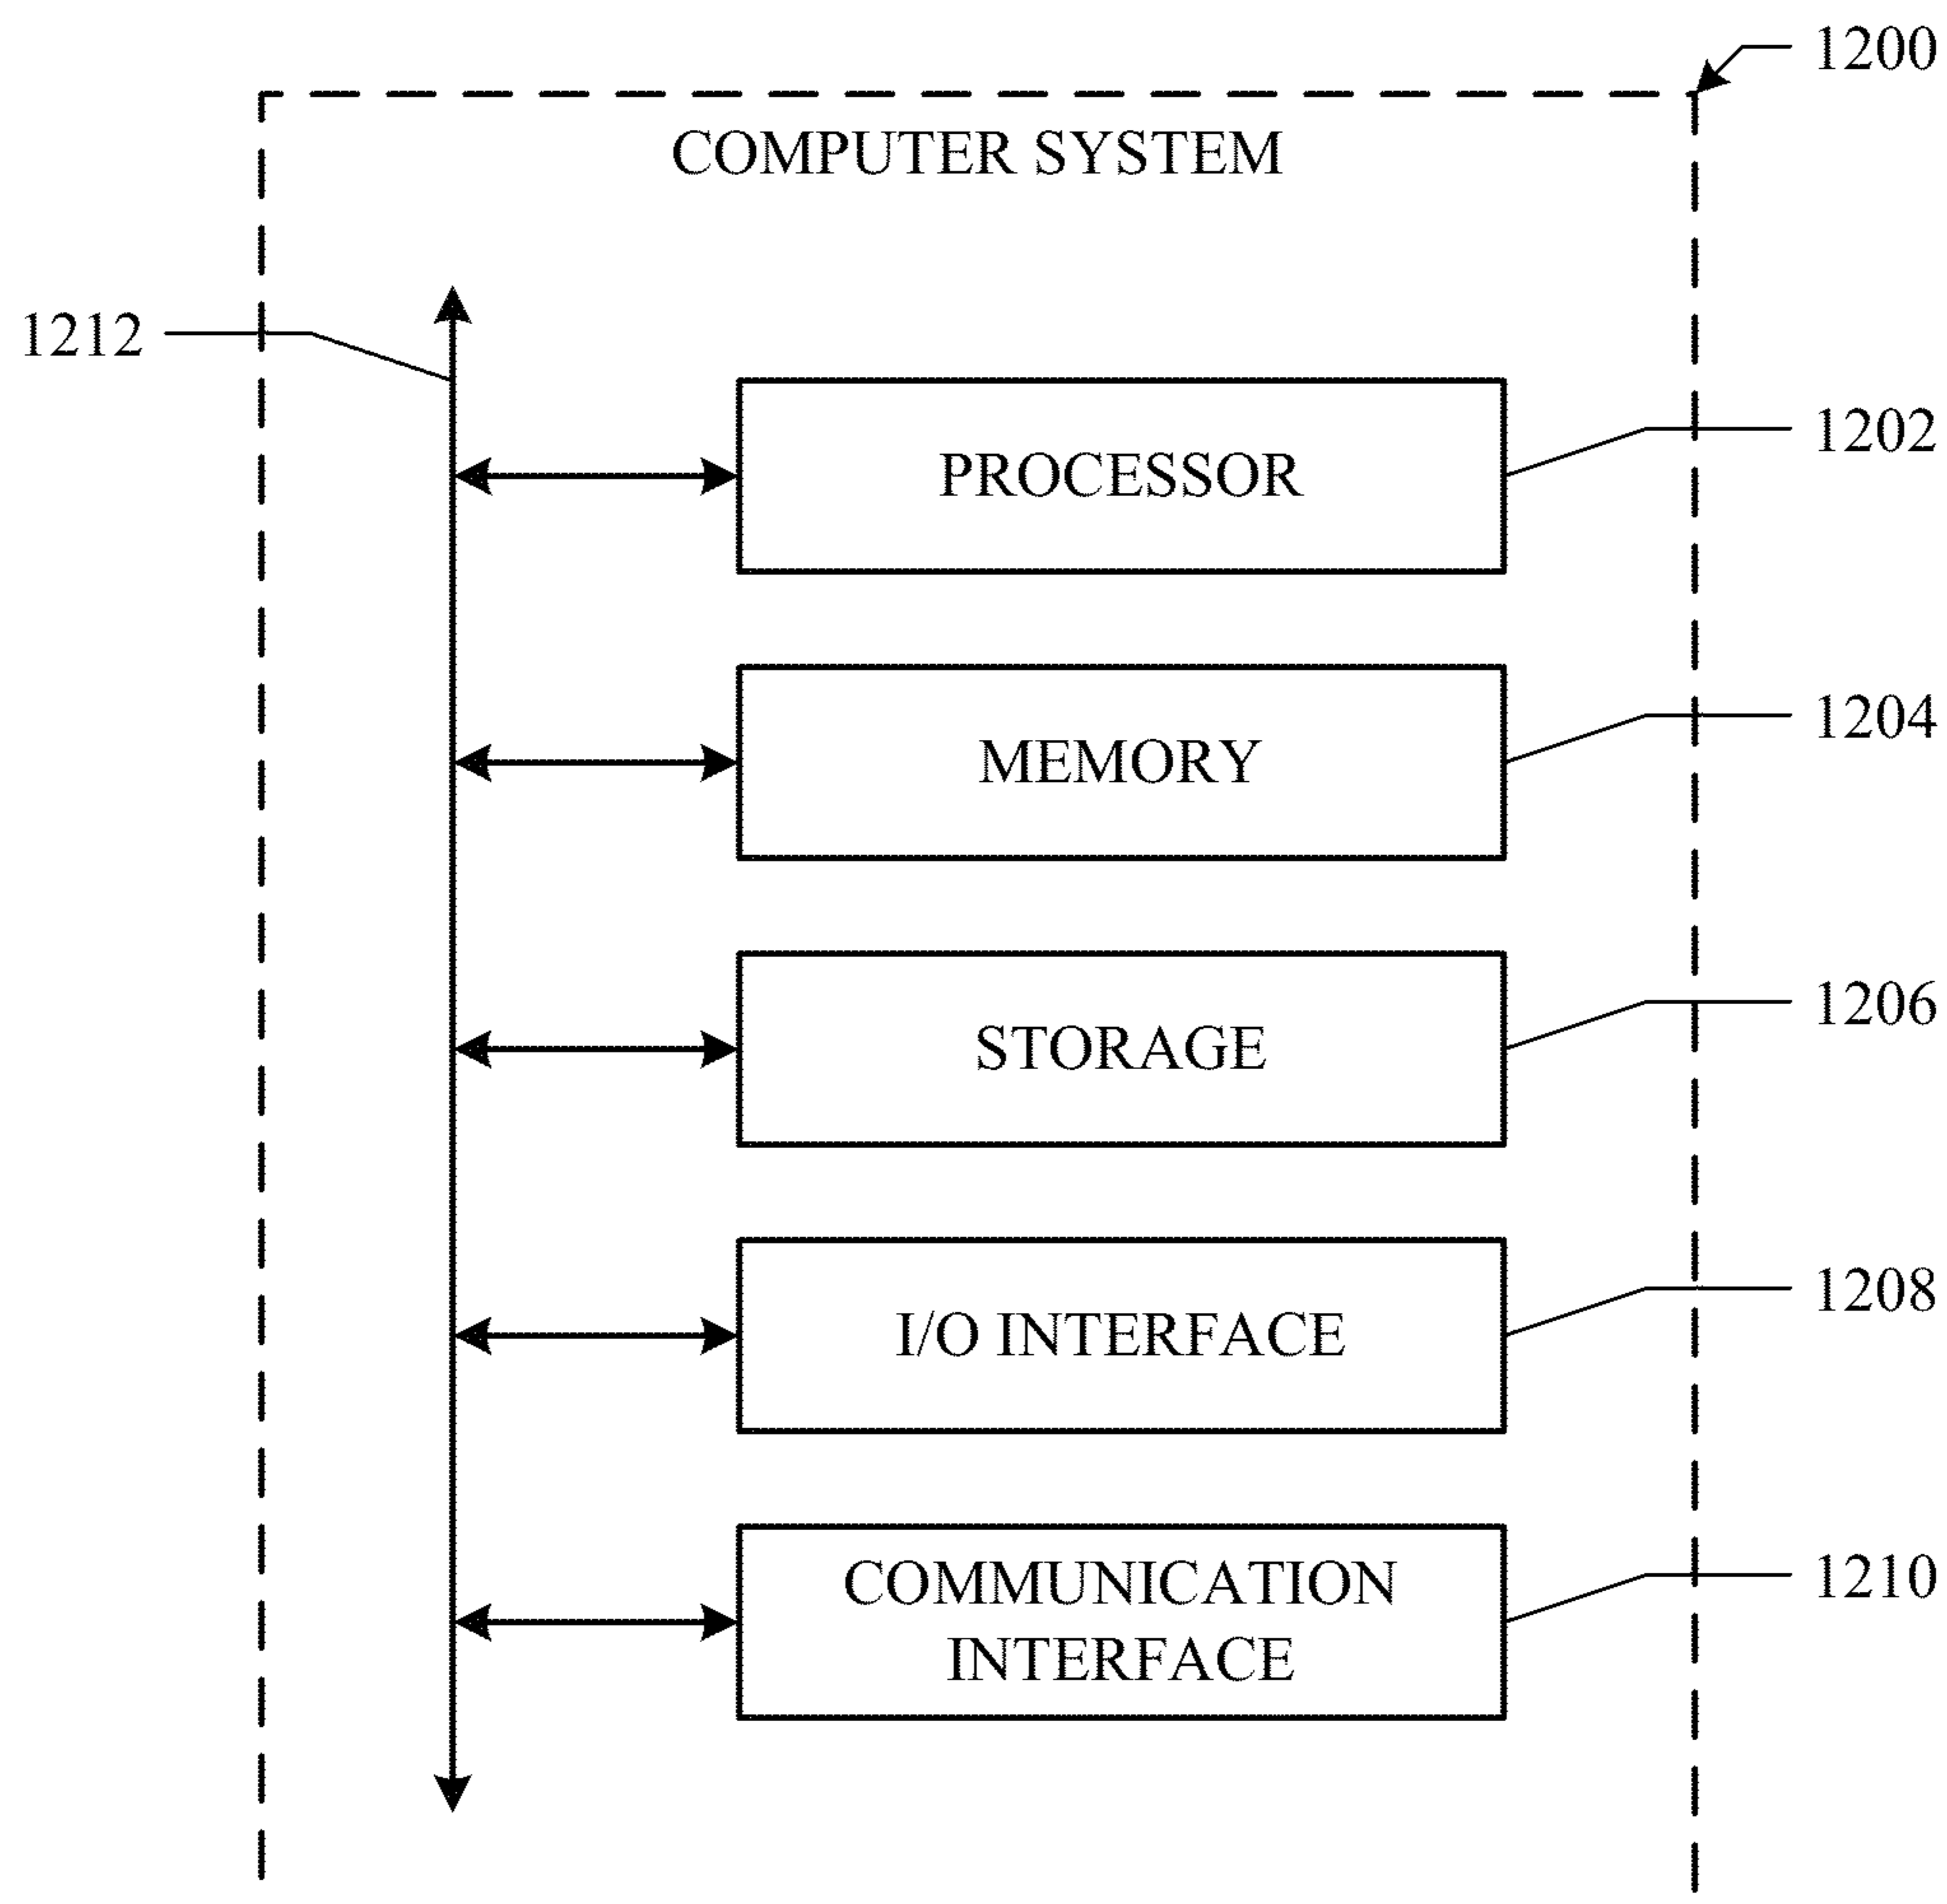 1200
COMPUTER SYSTEM
1212
PROCESSOR
1202
MEMORY
1204
STORAGE
1206
I/O INTERFACE
1208
COMMUNICATION
INTERFACE
1210